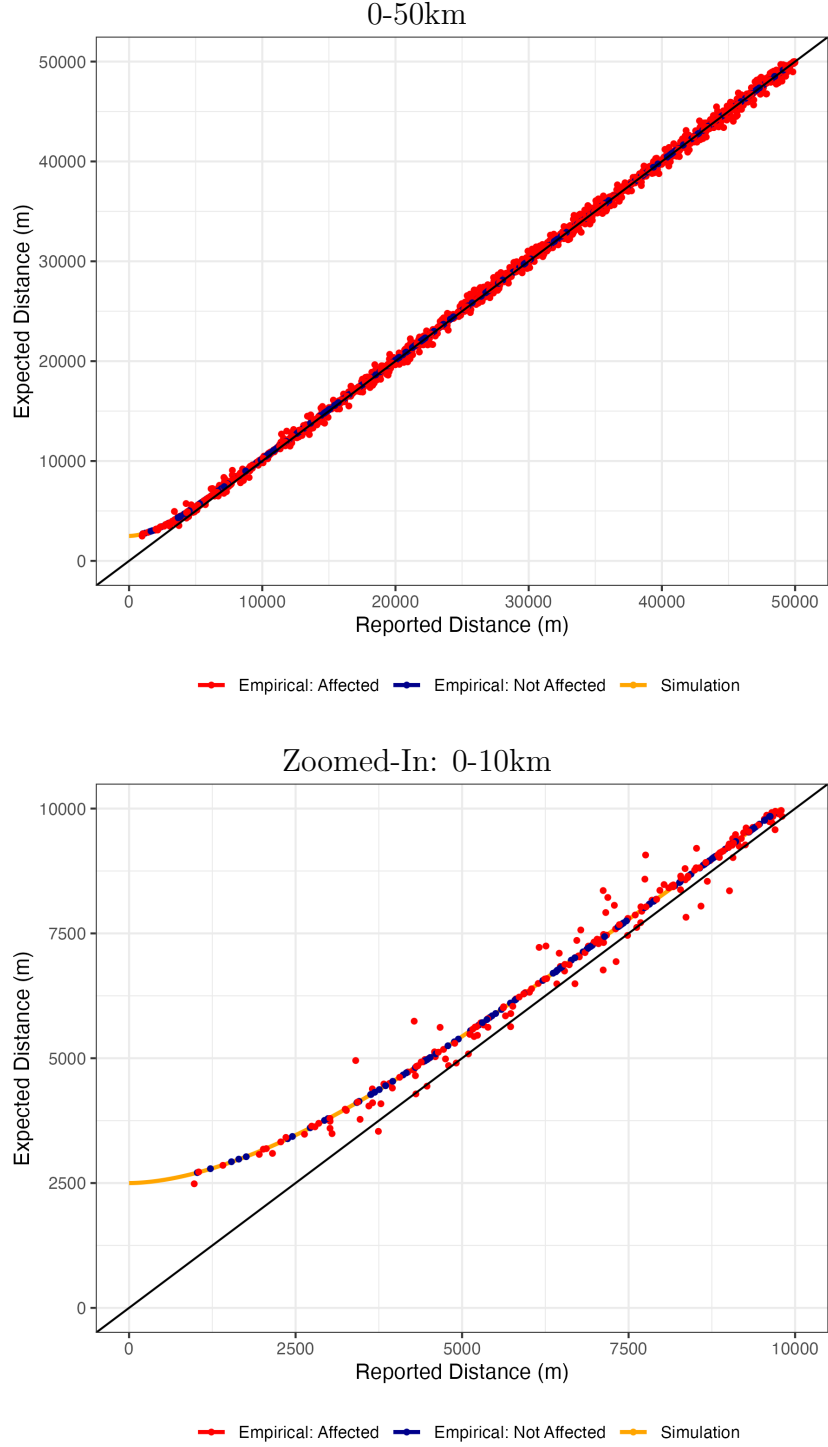 0-50km
50000
40000
30000
20000
10000
0
Expected Distance (m)
0 10000 20000 30000 40000 50000
Reported Distance (m)
Empirical: Affected Empirical: Not Affected Simulation
Zoomed-In: 0-10km
10000
7500
5000
2500
0
Expected Distance (m)
0 2500 5000 7500 10000
Reported Distance (m)
Empirical: Affected Empirical: Not Affected Simulation